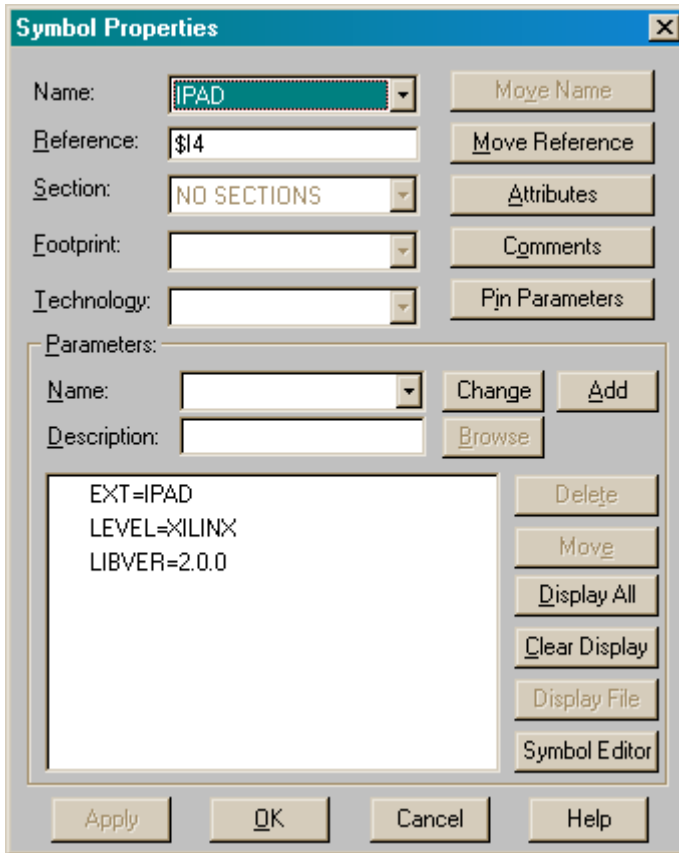 Symbol Properties
Name: IPAD Move Name
Reference: $I4 Move Reference
Section: NO SECTIONS Attributes
Footprint: Comments
Technology: Pin Parameters
Parameters:
Name: Change Add
Description: Browse
EXT=IPAD Delete
LEVEL=XILINX Move
LIBVER=2.0.0
Display All
Clear Display
Display File
Symbol Editor
Apply OK Cancel Help